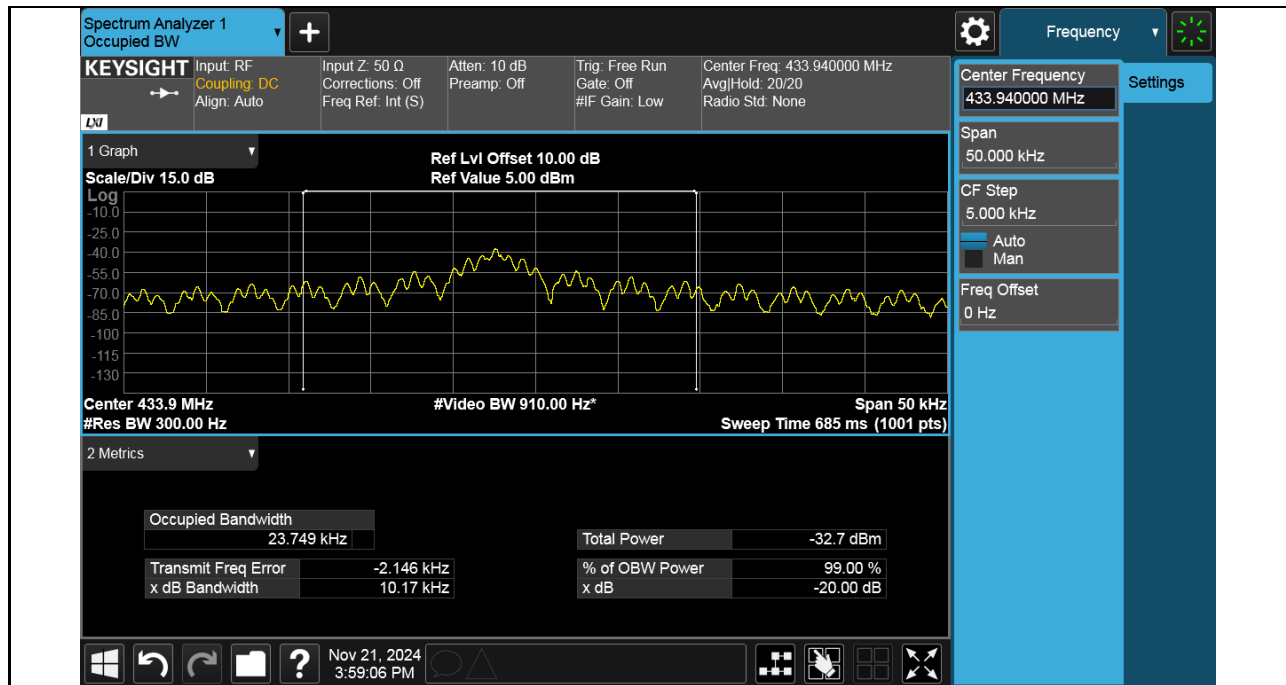 Spectrum Analyzer 1
Occupied BW
+
Frequency
KEYSIGHT
LXI
Input: RF
Coupling: DC
Align: Auto
Input Z: 50 Ω
Corrections: Off
Freq Ref: Int (S)
Atten: 10 dB
Preamp: Off
Trig: Free Run
Gate: Off
#IF Gain: Low
Center Freq: 433.940000 MHz
Avg|Hold: 20/20
Radio Std: None
1 Graph
Scale/Div 15.0 dB
Ref Lvl Offset 10.00 dB
Ref Value 5.00 dBm
Log
-10.0
-25.0
-40.0
-55.0
-70.0
-85.0
-100
-115
-130
Center 433.9 MHz
#Res BW 300.00 Hz
#Video BW 910.00 Hz*
Span 50 kHz
Sweep Time 685 ms (1001 pts)
2 Metrics
Occupied Bandwidth
23.749 kHz
Transmit Freq Error -2.146 kHz
x dB Bandwidth 10.17 kHz
Total Power -32.7 dBm
% of OBW Power 99.00 %
x dB -20.00 dB
Center Frequency
433.940000 MHz
Settings
Span
50.000 kHz
CF Step
5.000 kHz
Auto
Man
Freq Offset
0 Hz
?
Nov 21, 2024
3:59:06 PM